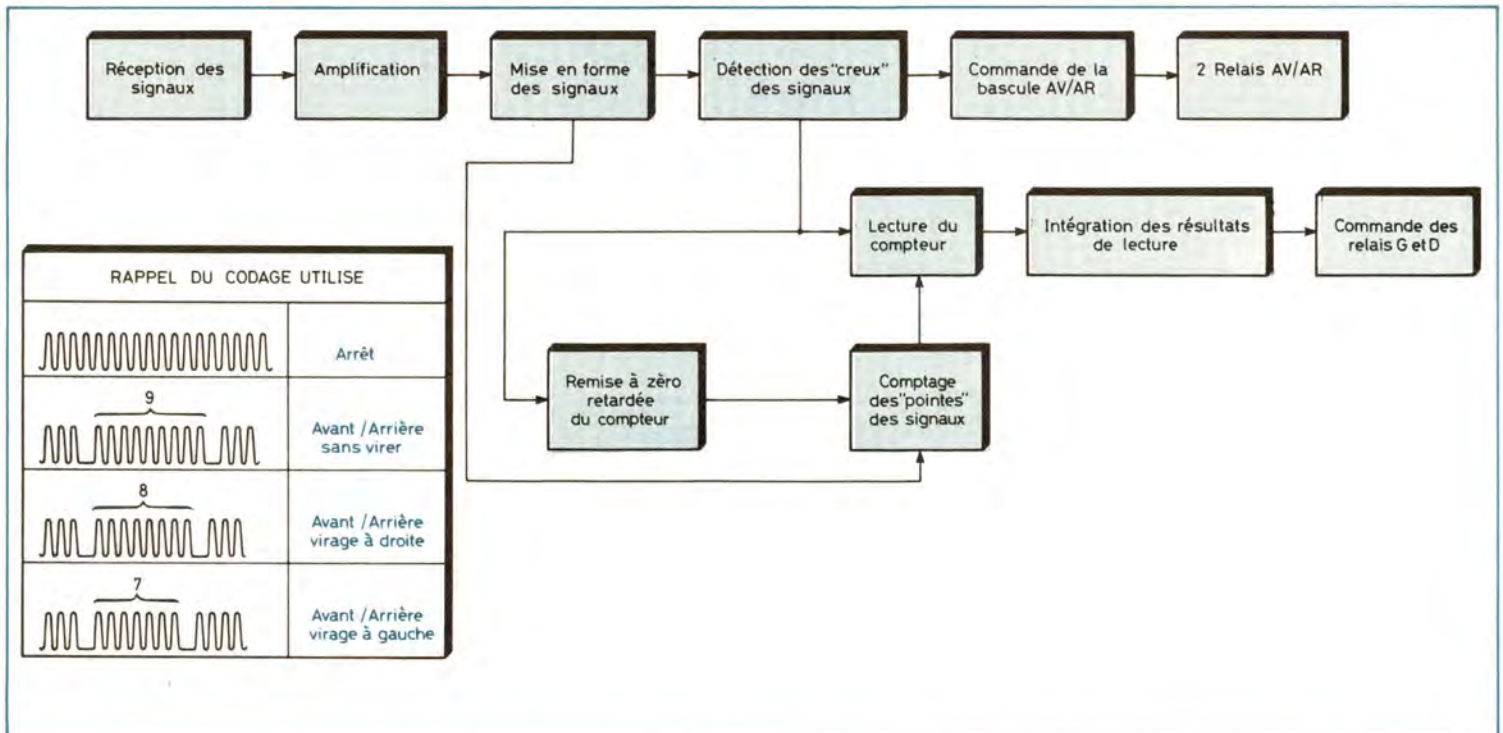 Réception des
signaux
Amplification
Mise en forme
des signaux
Détection des "creux"
des signaux
Commande de la
bascule AV/AR
2 Relais AV/AR
Lecture du
compteur
Intégration des résultats
de lecture
Commande des
relais G et D
Remise à zèro
retardée
du compteur
Comptage
des "pointes"
des signaux
RAPPEL DU CODAGE UTILISE
Arrêt
9
Avant / Arrière
sans virer
8
Avant / Arrière
virage à droite
7
Avant / Arrière
virage à gauche